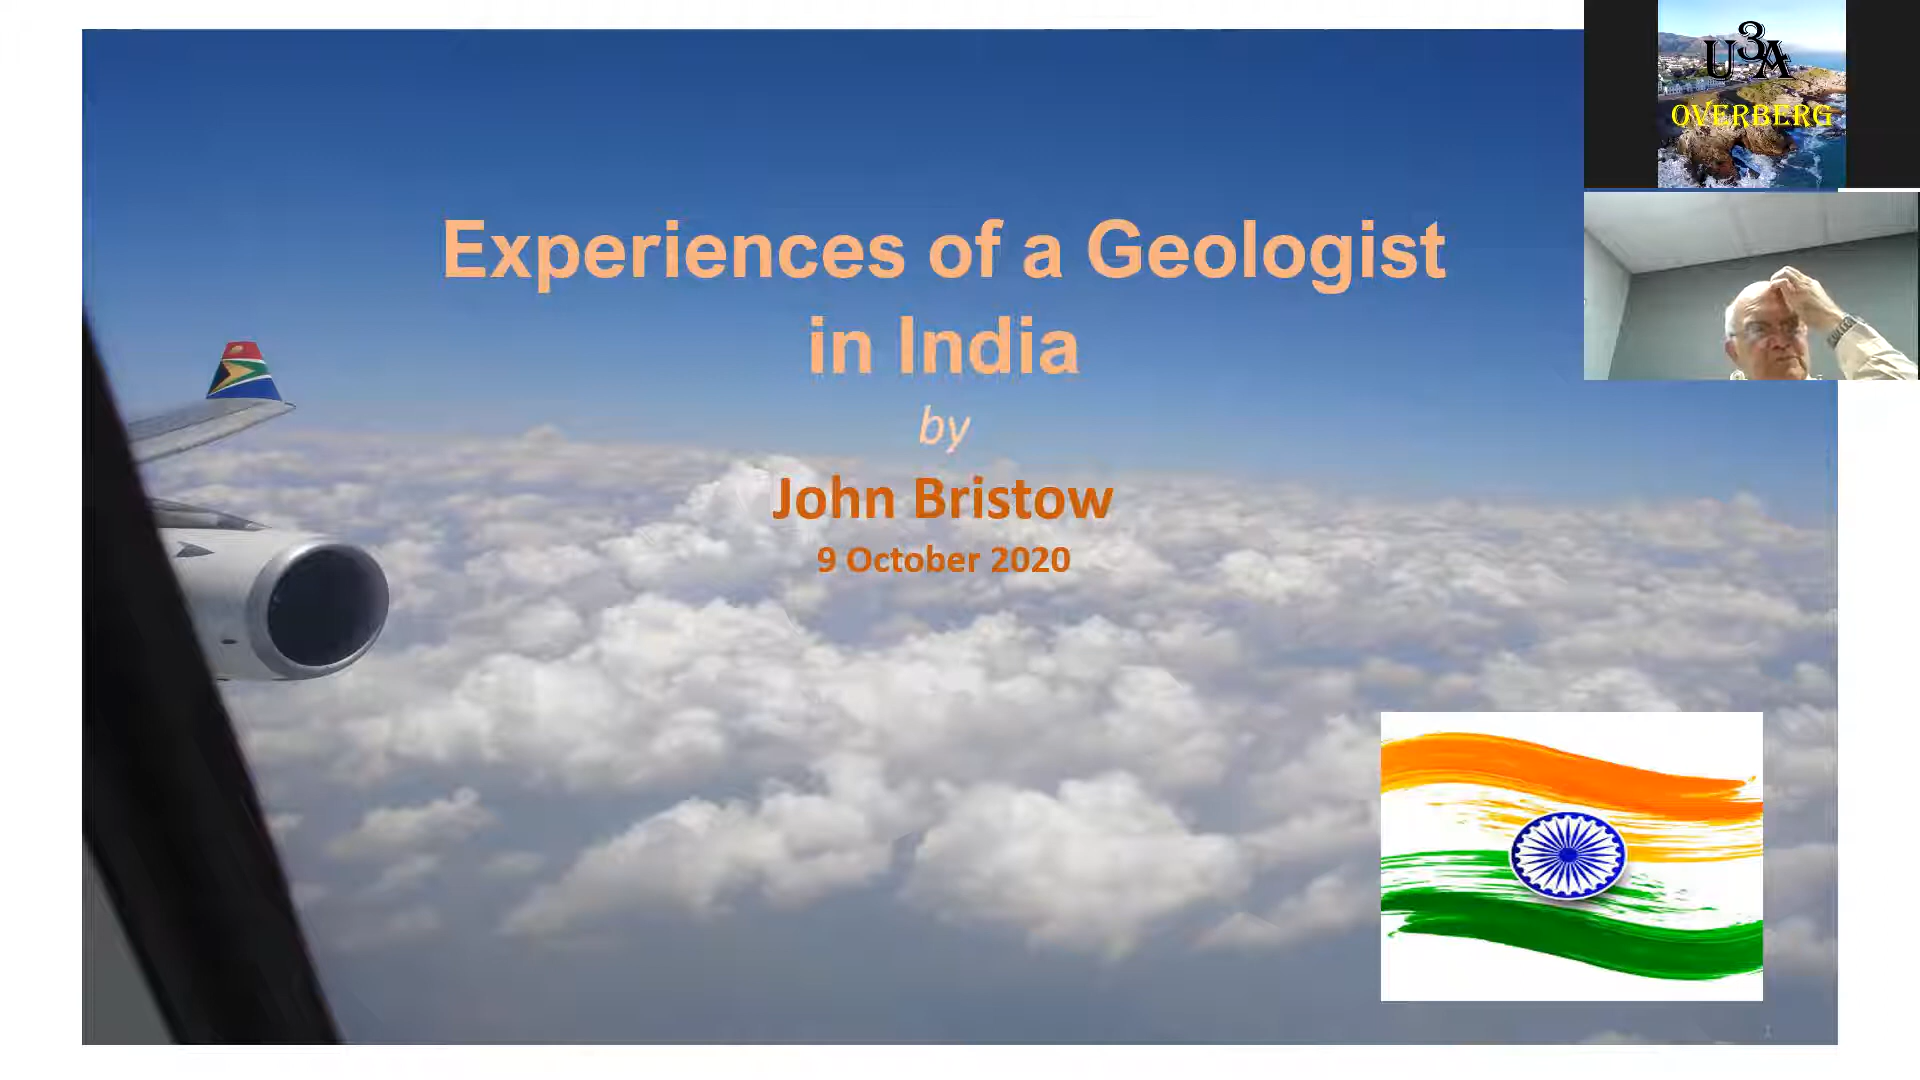 Experiences of a Geologist
in India
by
John Bristow
9 October 2020
U3A
OVERBERG